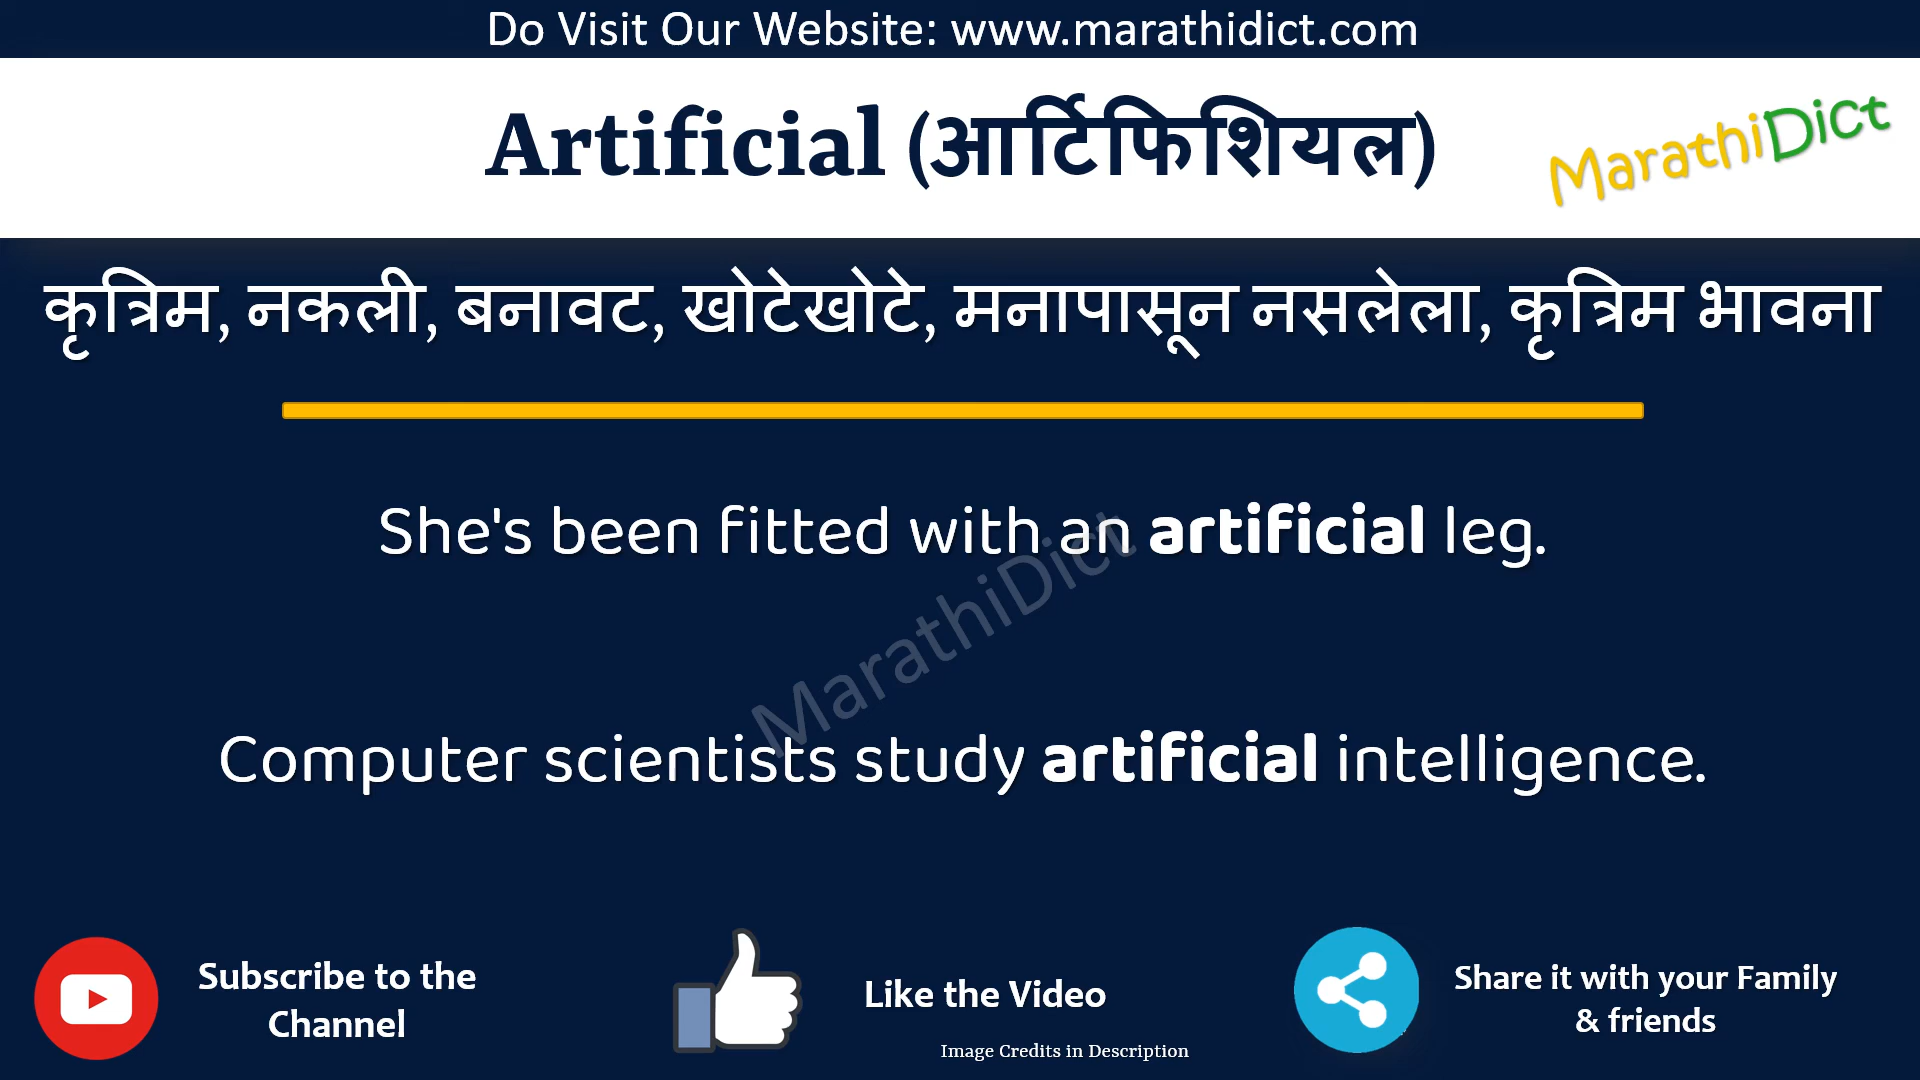 Do Visit Our Website: www.marathidict.com
Artificial (आर्टिफिशियल)
MarathiDict
कृत्रिम, नकली, बनावट, खोटेखोटे, मनापासून नसलेला, कृत्रिम भावना
She's been fitted with an artificial leg.
MarathiDict
Computer scientists study artificial intelligence.
Subscribe to the
Channel
Like the Video
Share it with your Family
& friends
Image Credits in Description